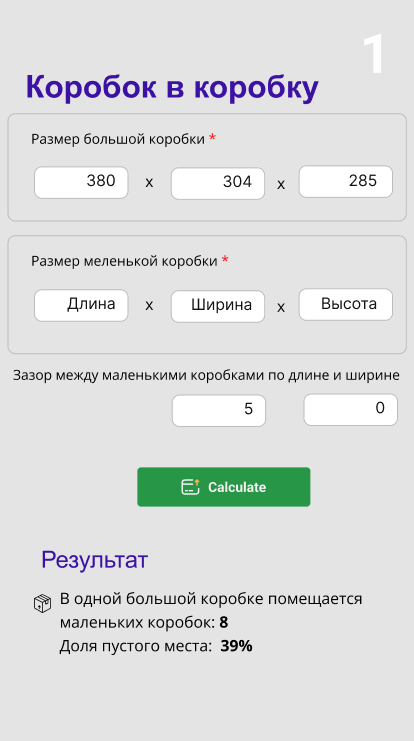 1
Коробок в коробку
Размер большой коробки *
380 x 304 x 285
Размер меленькой коробки *
Длина x Ширина x Высота
Зазор между маленькими коробками по длине и ширине
5 0
Calculate
Результат
В одной большой коробке помещается
маленьких коробок: 8
Доля пустого места: 39%